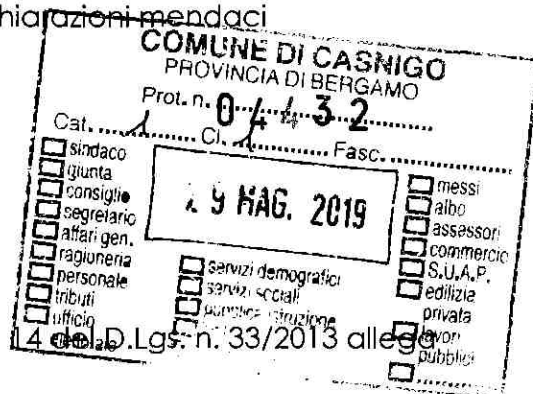 hiarazioni mendaci
COMUNE DI CASNIGO
PROVINCIA DI BERGAMO
Prot. n. 04432
Cat. 1 Cl. 1 Fasc.
sindaco
giunta
consiglio
segretario
affari gen.
ragioneria
personale
tributi
ufficio
29 MAG. 2019
servizi demografici
servizi sociali
pubblica istruzione
messi
albo
assessori
commercio
S.U.A.P.
edilizia
privata
lavori
pubblici
14 del D.Lgs. n. 33/2013 allega